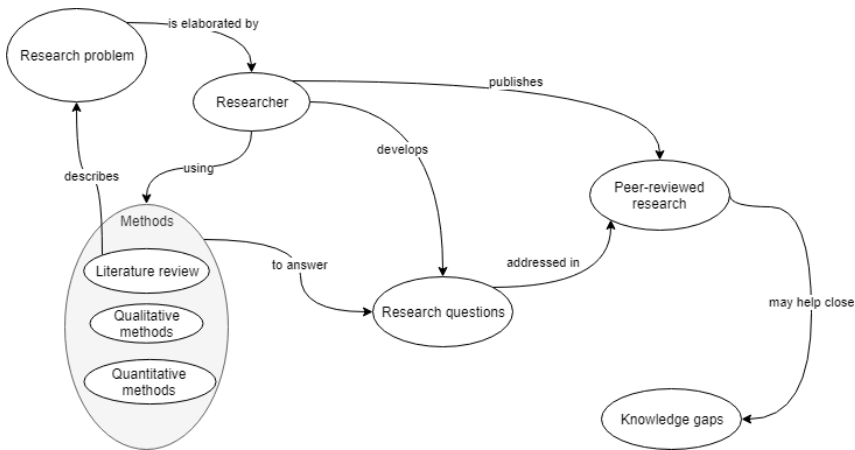 is elaborated by
Research problem
Researcher
publishes
develops
using
describes
Peer-reviewed
research
Methods
Literature review
to answer
addressed in
Qualitative
methods
Research questions
may help close
Quantitative
methods
Knowledge gaps